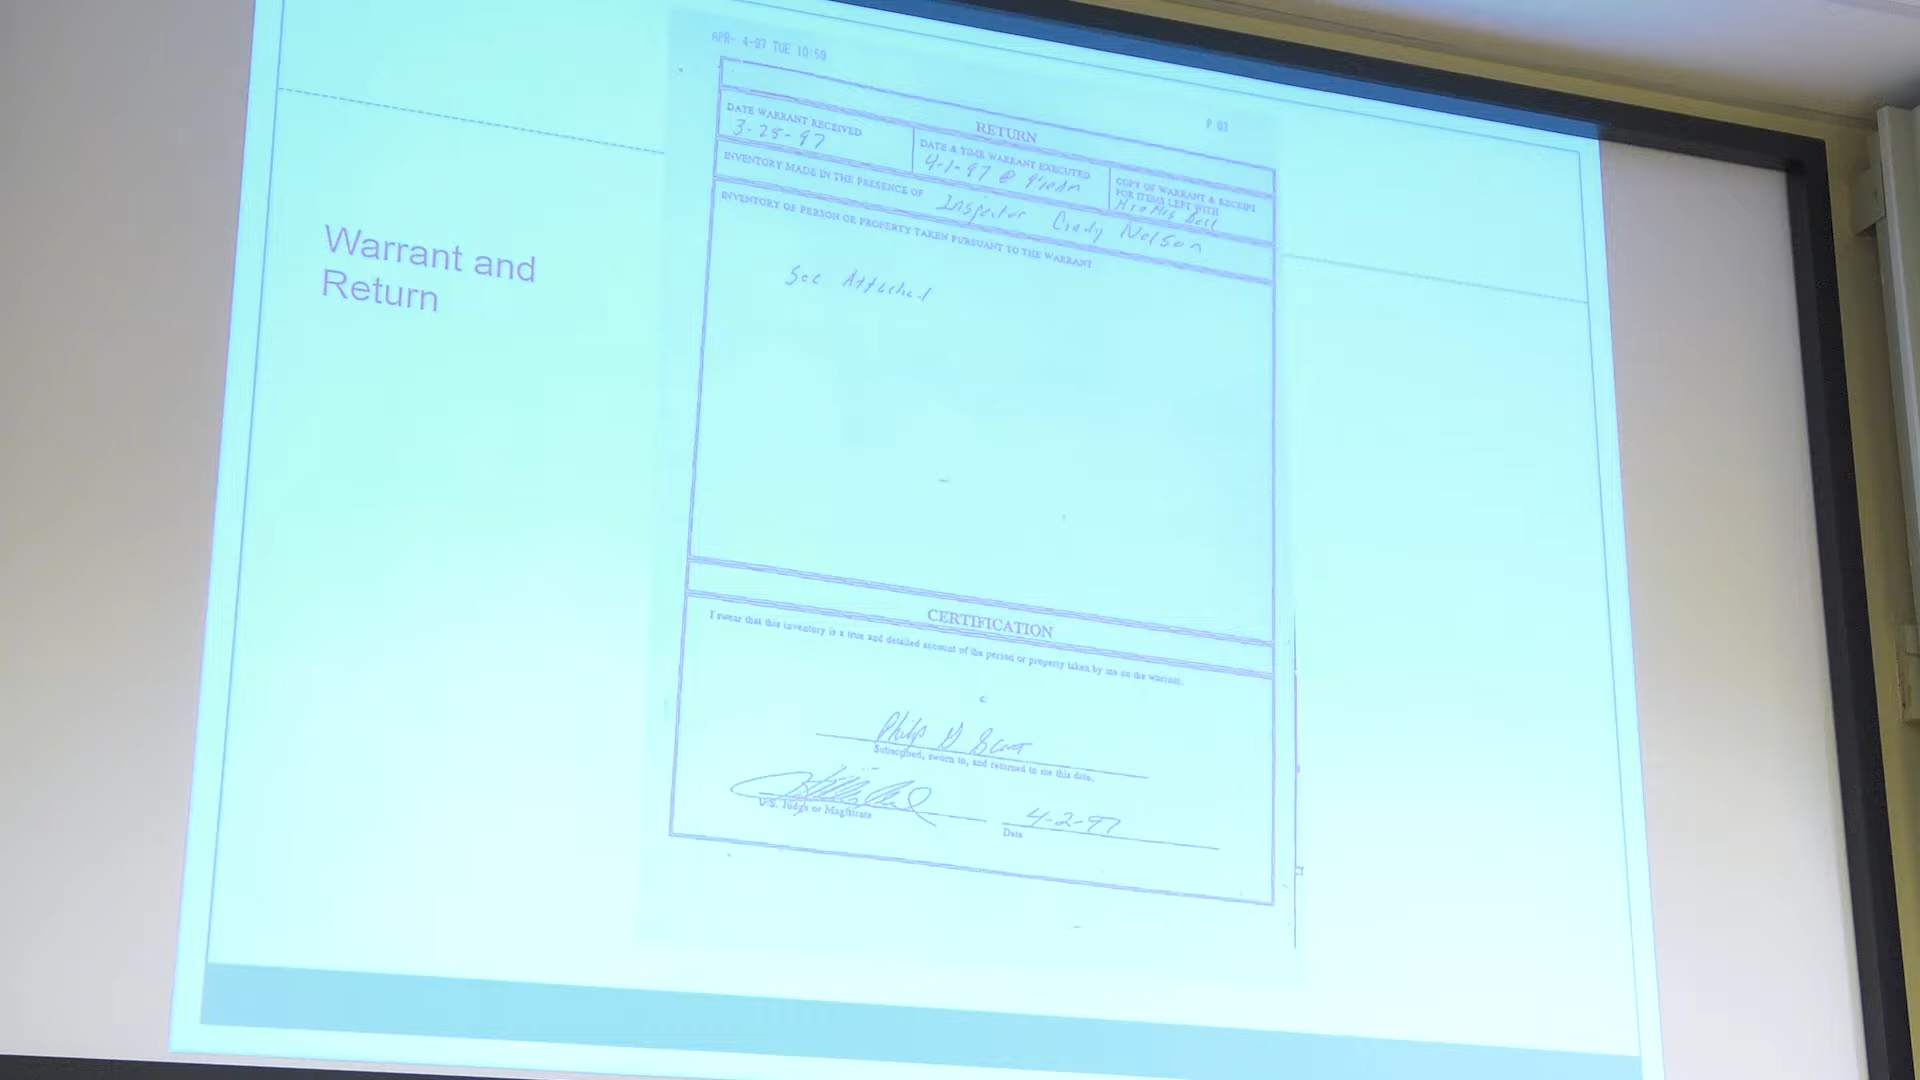 APR- 4-97 TUE 10:59
P 03
RETURN
DATE WARRANT RECEIVED
3-28-97
DATE & TIME WARRANT EXECUTED
4-1-97 @
COPY OF WARRANT & RECEIPT
FOR ITEMS LEFT WITH
Bell
INVENTORY MADE IN THE PRESENCE OF Inspector Nelson
INVENTORY OF PERSON OR PROPERTY TAKEN PURSUANT TO THE WARRANT
See Attached
Warrant and
Return
CERTIFICATION
I swear that this inventory is a true and detailed account of the person or property taken by me on the warrant.
Philip D Scott
Subscribed, sworn to, and returned to me this date.
U.S. Judge or Magistrate
4-2-97
Date